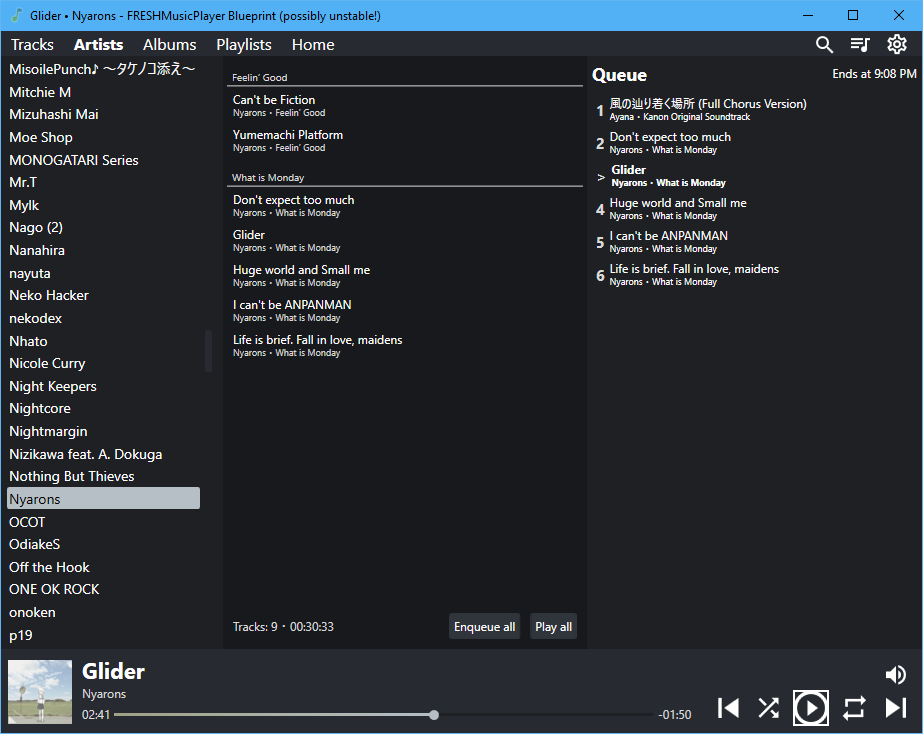 Glider • Nyarons - FRESHMusicPlayer Blueprint (possibly unstable!)
Tracks Artists Albums Playlists Home
MisoilePunch♪ ～タケノコ添え～
Mitchie M
Mizuhashi Mai
Moe Shop
MONOGATARI Series
Mr.T
Mylk
Nago (2)
Nanahira
nayuta
Neko Hacker
nekodex
Nhato
Nicole Curry
Night Keepers
Nightcore
Nightmargin
Nizikawa feat. A. Dokuga
Nothing But Thieves
Nyarons
OCOT
OdiakeS
Off the Hook
ONE OK ROCK
onoken
p19
Feelin' Good
Can't be Fiction
Nyarons・Feelin' Good
Yumemachi Platform
Nyarons・Feelin' Good
What is Monday
Don't expect too much
Nyarons・What is Monday
Glider
Nyarons・What is Monday
Huge world and Small me
Nyarons・What is Monday
I can't be ANPANMAN
Nyarons・What is Monday
Life is brief. Fall in love, maidens
Nyarons・What is Monday
Tracks: 9・00:30:33
Enqueue all
Play all
Queue
Ends at 9:08 PM
1 風の辿り着く場所 (Full Chorus Version)
Ayana・Kanon Original Soundtrack
2 Don't expect too much
Nyarons・What is Monday
> Glider
Nyarons・What is Monday
4 Huge world and Small me
Nyarons・What is Monday
5 I can't be ANPANMAN
Nyarons・What is Monday
6 Life is brief. Fall in love, maidens
Nyarons・What is Monday
Glider
Nyarons
02:41
-01:50